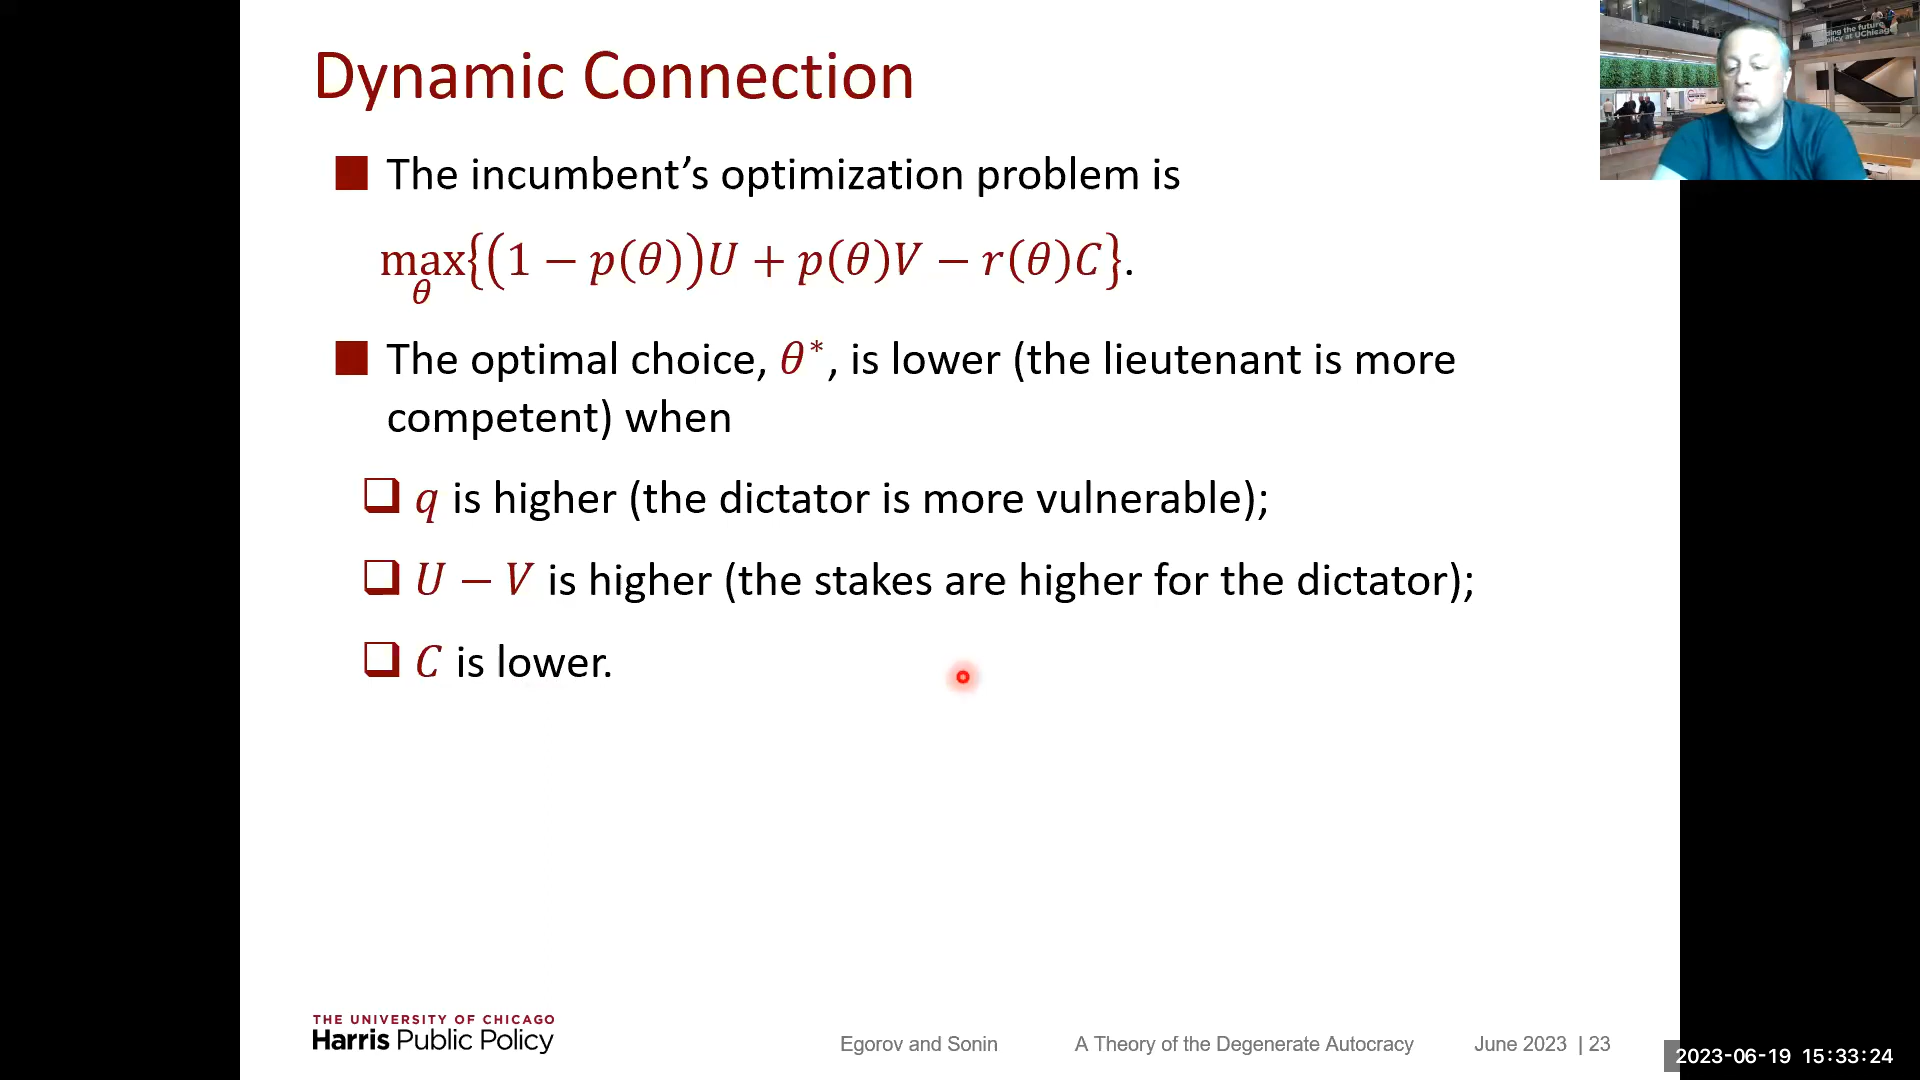 Dynamic Connection
■ The incumbent’s optimization problem is
max{(1 − p(θ))U + p(θ)V − r(θ)C}.
θ
■ The optimal choice, θ*, is lower (the lieutenant is more
competent) when
❑ q is higher (the dictator is more vulnerable);
❑ U − V is higher (the stakes are higher for the dictator);
❑ C is lower.
THE UNIVERSITY OF CHICAGO
Harris Public Policy
Egorov and Sonin A Theory of the Degenerate Autocracy June 2023 | 23
2023-06-19 15:33:24